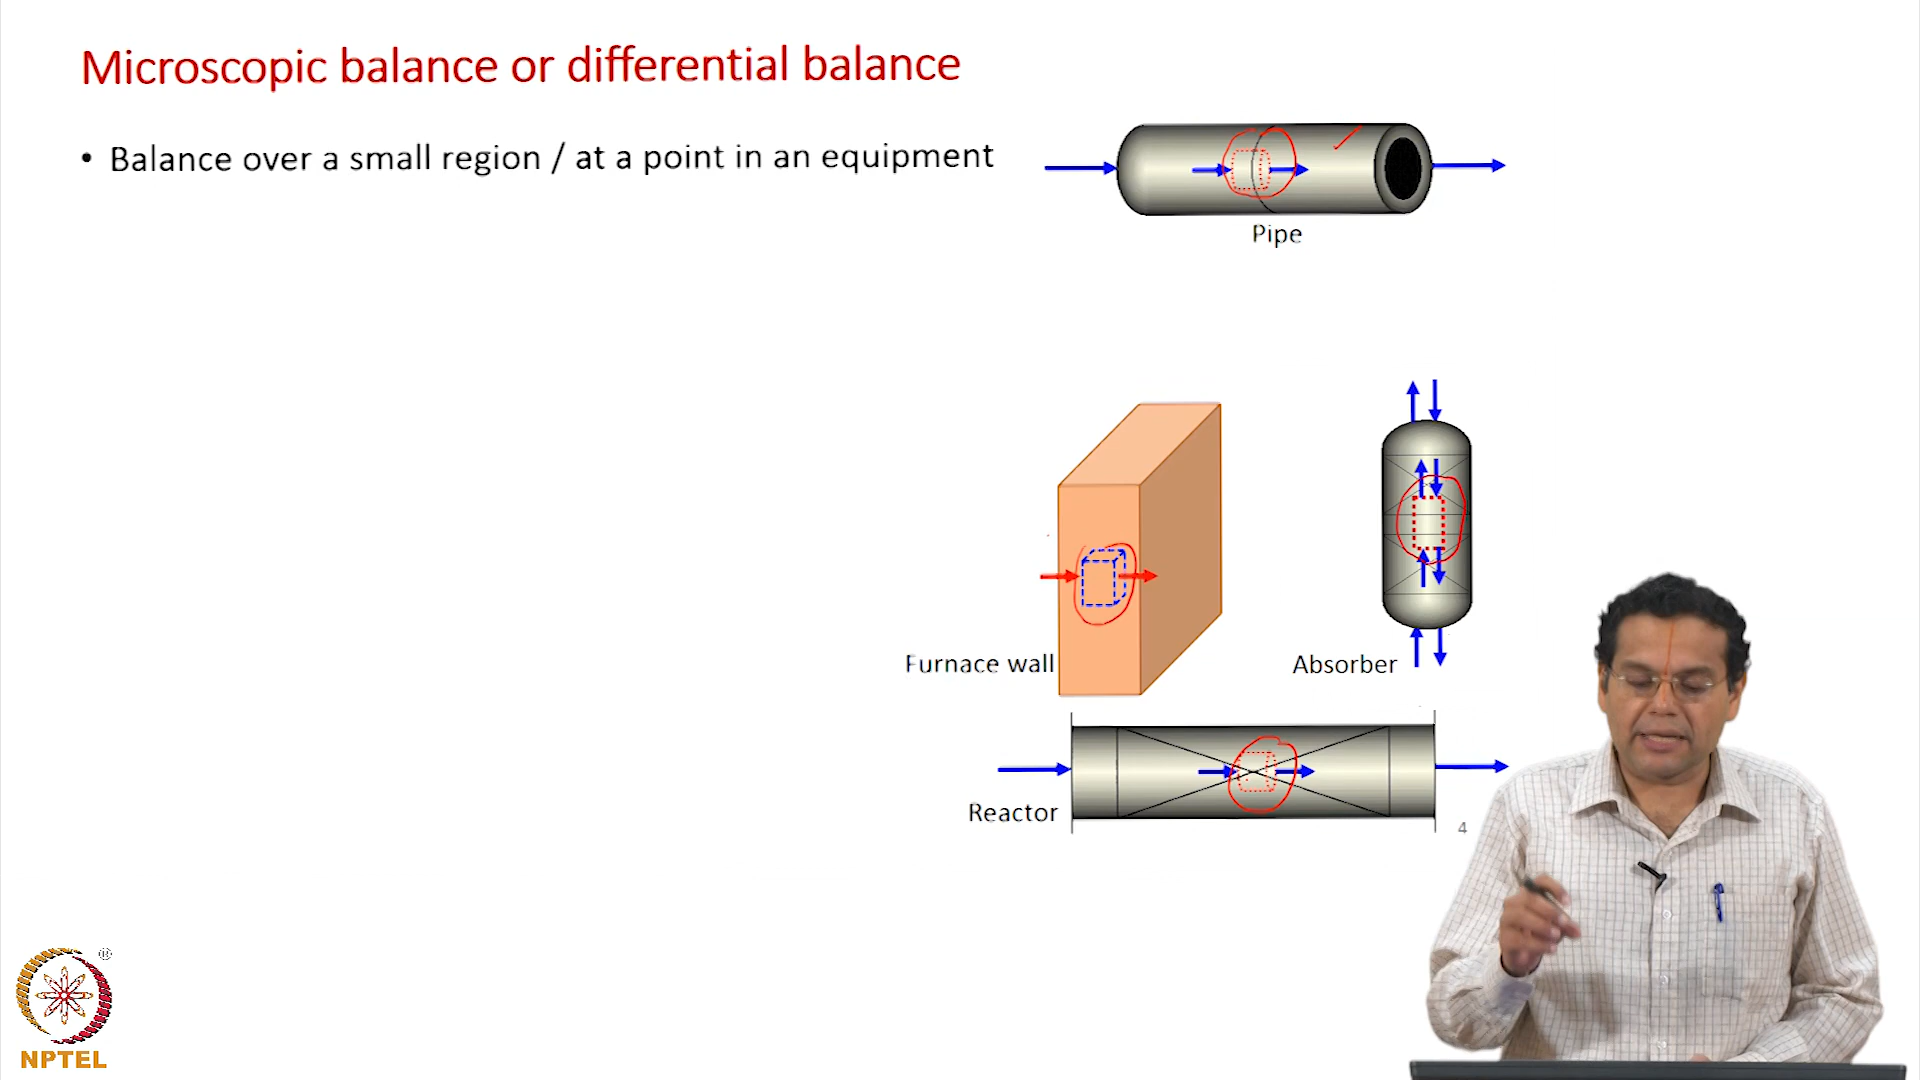 Microscopic balance or differential balance
• Balance over a small region / at a point in an equipment
Pipe
Furnace wall
Absorber
Reactor
4
®
NPTEL